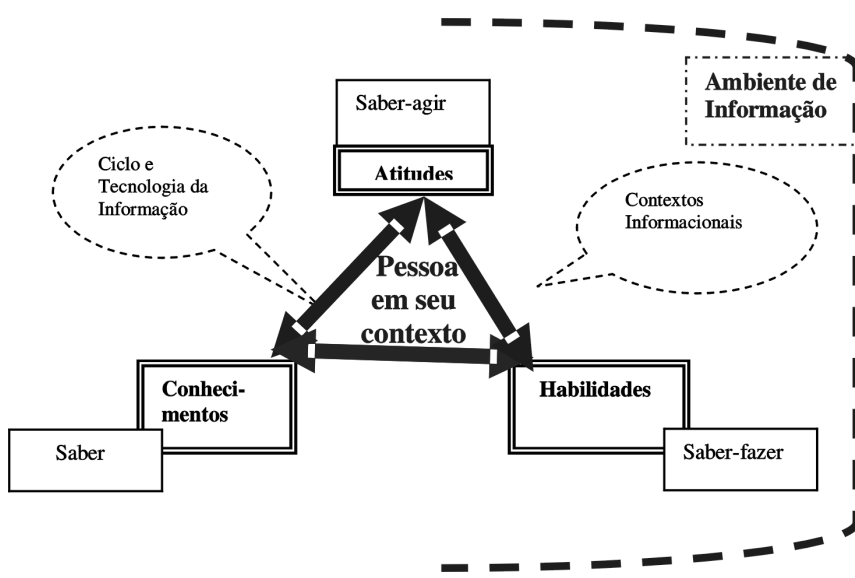 Ambiente de
Informação
Saber-agir
Atitudes
Ciclo e
Tecnologia da
Informação
Contextos
Informacionais
Pessoa
em seu
contexto
Conheci-
mentos
Habilidades
Saber
Saber-fazer